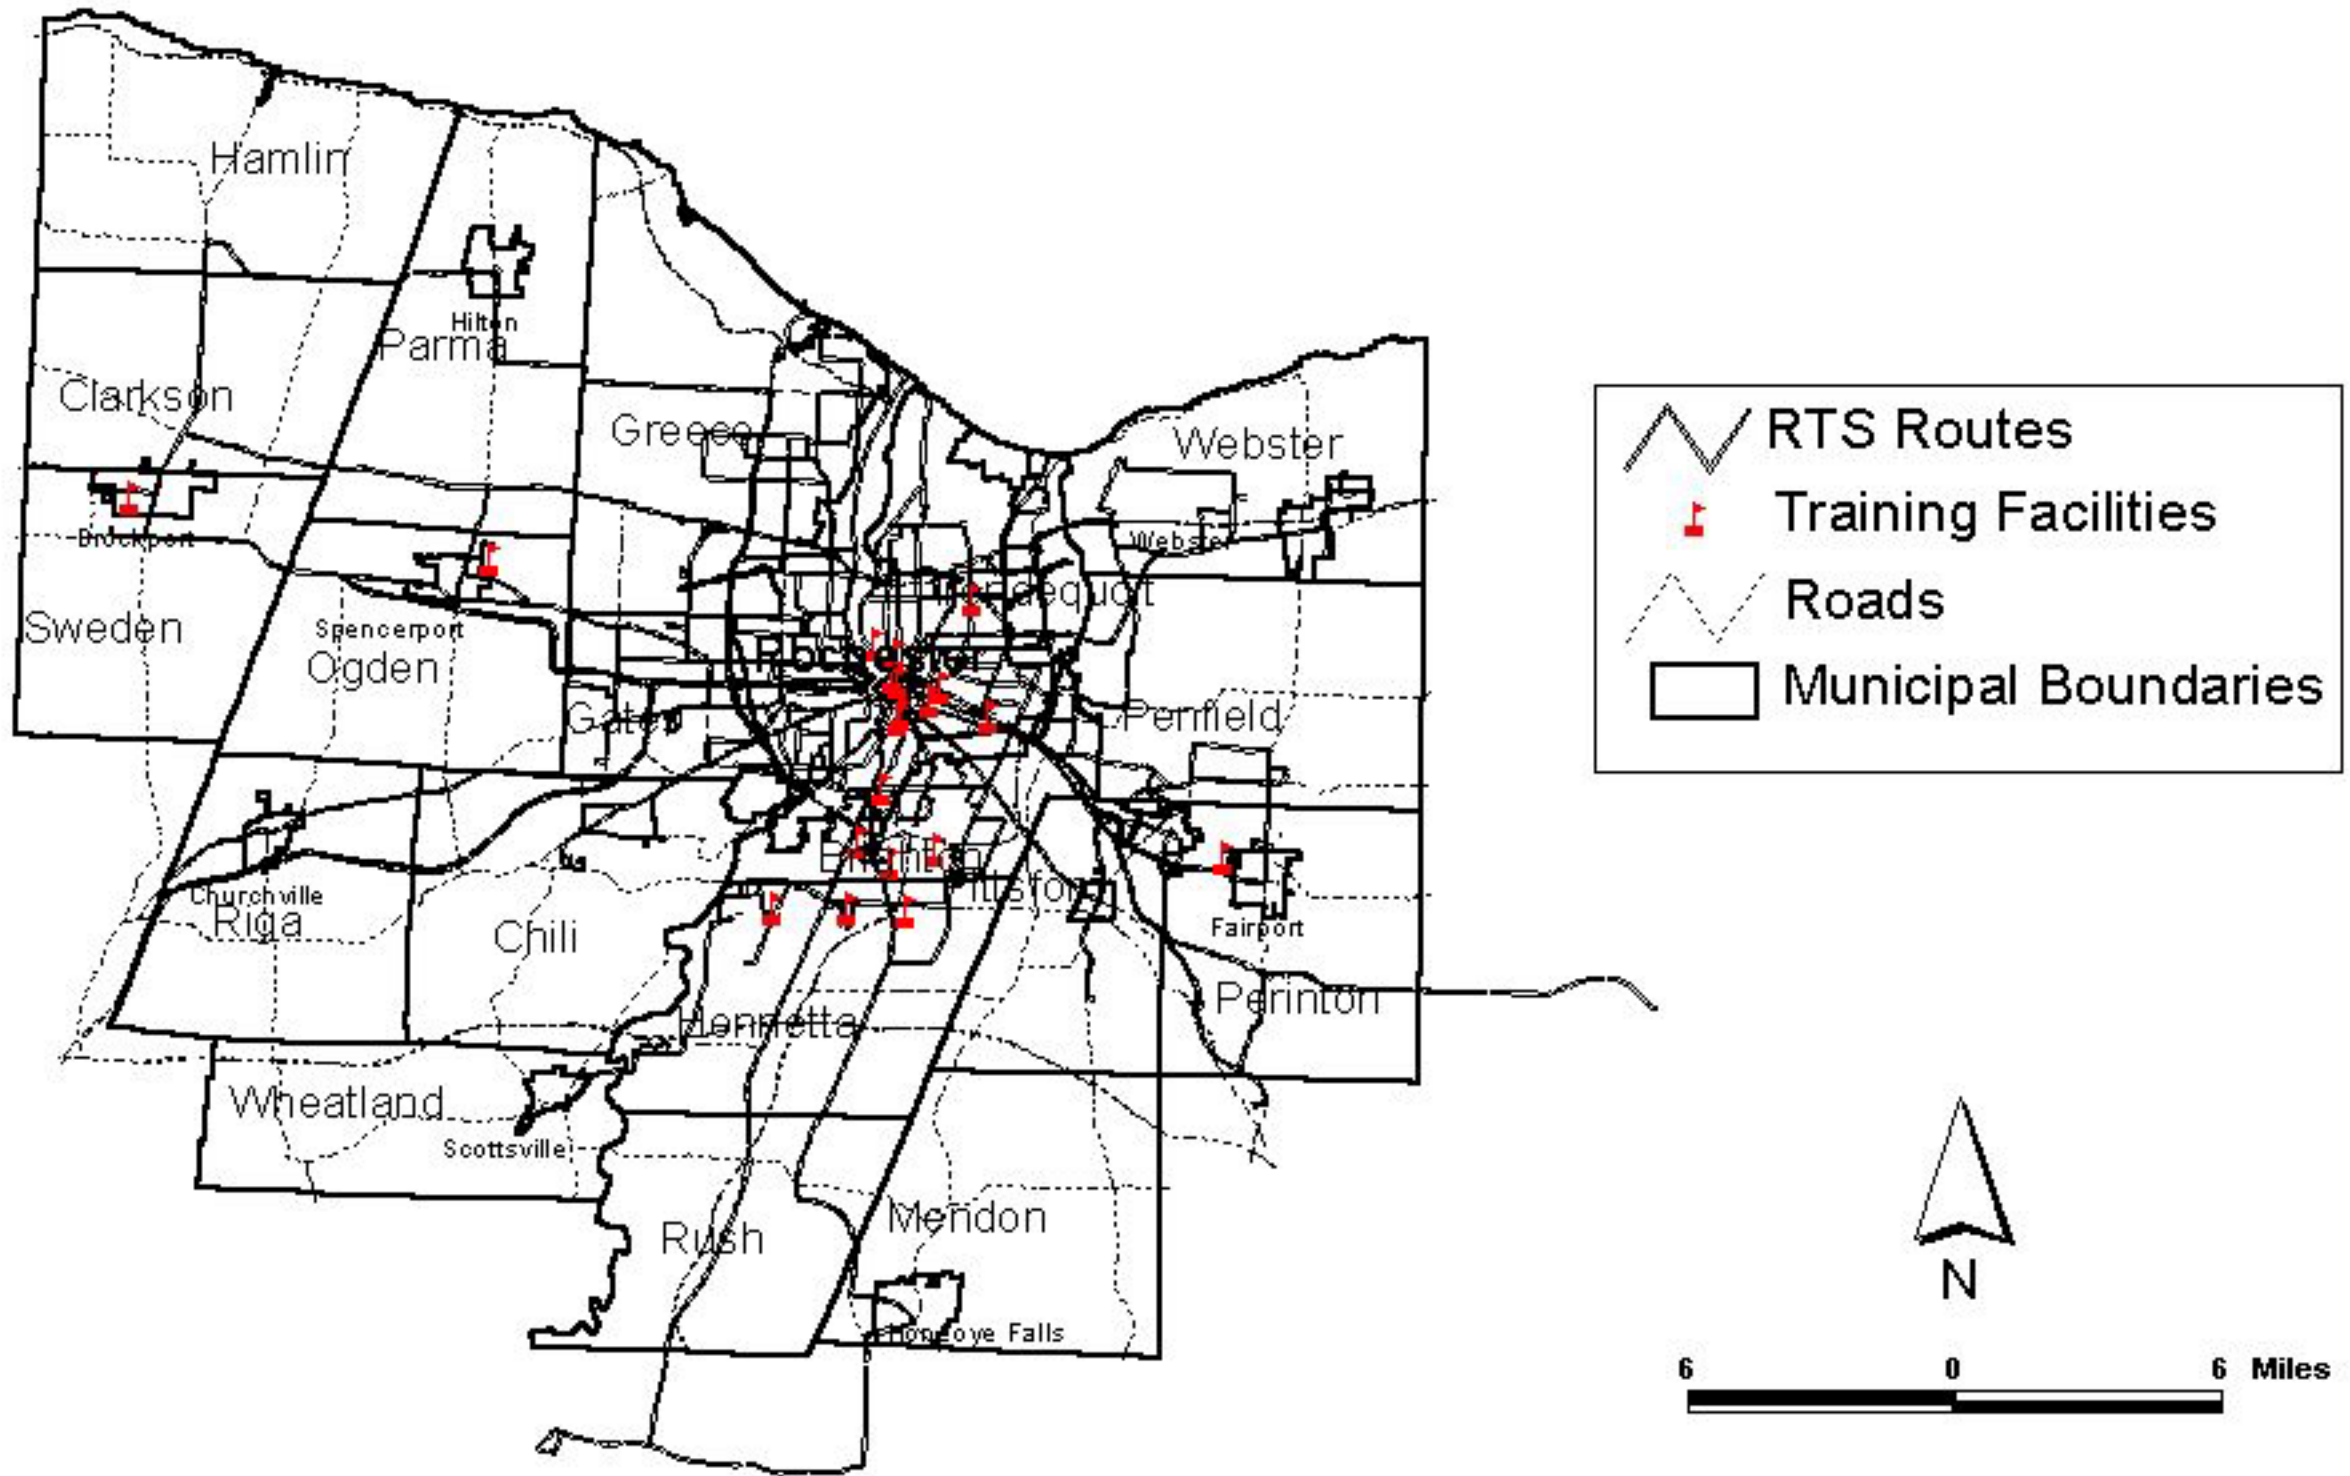 Hamlin
Hilton
Parma
Clarkson
Greece
Webster
Brockport
Webster
Irondequoit
Sweden
Spencerport
Ogden
Rochester
Gates
Penfield
Brighton
Pittsford
Churchville
Riga
Chili
Fairport
Perinton
Henrietta
Wheatland
Scottsville
Rush
Mendon
Honeoye Falls
RTS Routes
Training Facilities
Roads
Municipal Boundaries
N
6 0 6 Miles